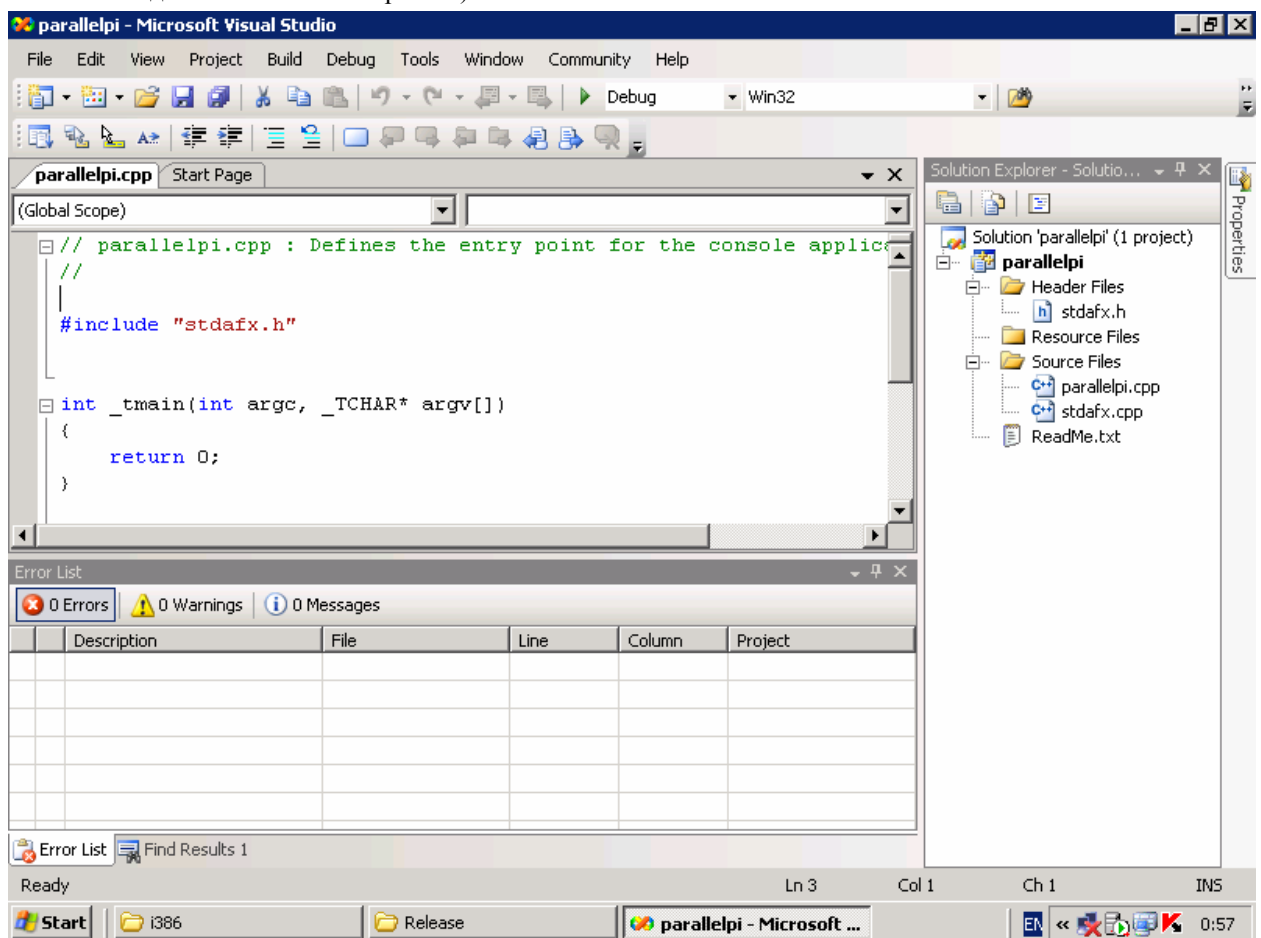 parallelpi - Microsoft Visual Studio
File Edit View Project Build Debug Tools Window Community Help
Debug Win32
parallelpi.cpp Start Page
(Global Scope)
// parallelpi.cpp : Defines the entry point for the console applica
//
#include "stdafx.h"
int _tmain(int argc, _TCHAR* argv[])
{
return 0;
}
Error List
0 Errors 0 Warnings 0 Messages
Description File Line Column Project
Error List Find Results 1
Solution Explorer - Solutio...
Solution 'parallelpi' (1 project)
parallelpi
Header Files
stdafx.h
Resource Files
Source Files
parallelpi.cpp
stdafx.cpp
ReadMe.txt
Properties
Ready Ln 3 Col 1 Ch 1 INS
Start i386 Release parallelpi - Microsoft ... EN « 0:57